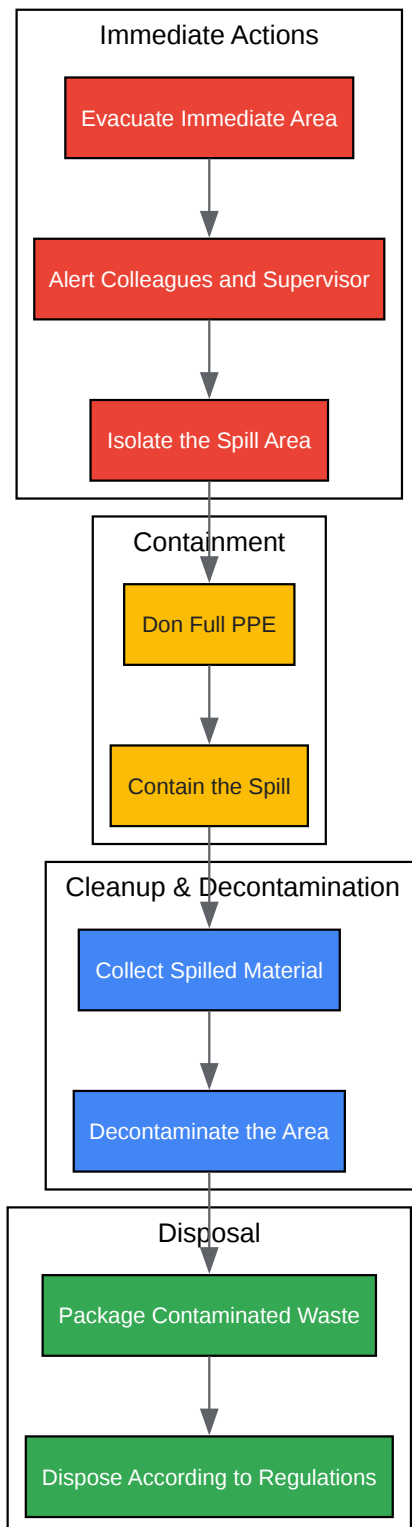 Immediate Actions
Evacuate Immediate Area
Alert Colleagues and Supervisor
Isolate the Spill Area
Containment
Don Full PPE
Contain the Spill
Cleanup & Decontamination
Collect Spilled Material
Decontaminate the Area
Disposal
Package Contaminated Waste
Dispose According to Regulations